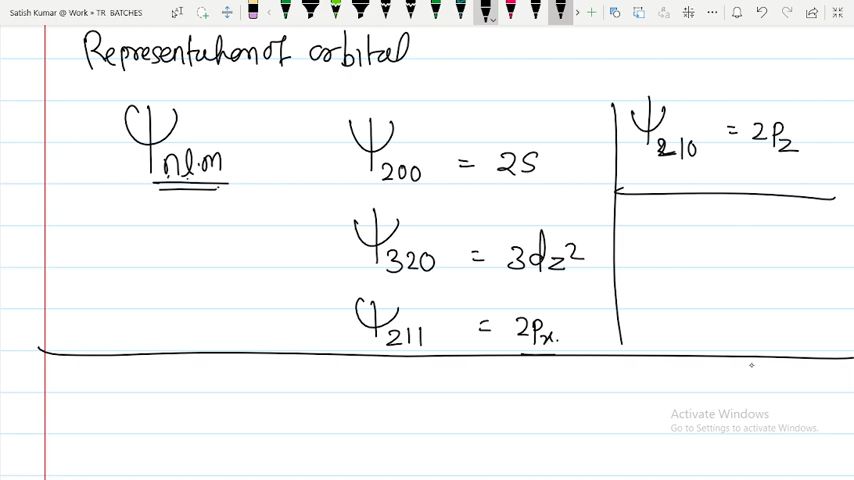 Satish Kumar @ Work » TR BATCHES
Representation of orbital
Ψn.l.m
Ψ200 = 2S
Ψ320 = 3dz²
Ψ211 = 2Px.
Ψ210 = 2Pz
Activate Windows
Go to Settings to activate Windows.